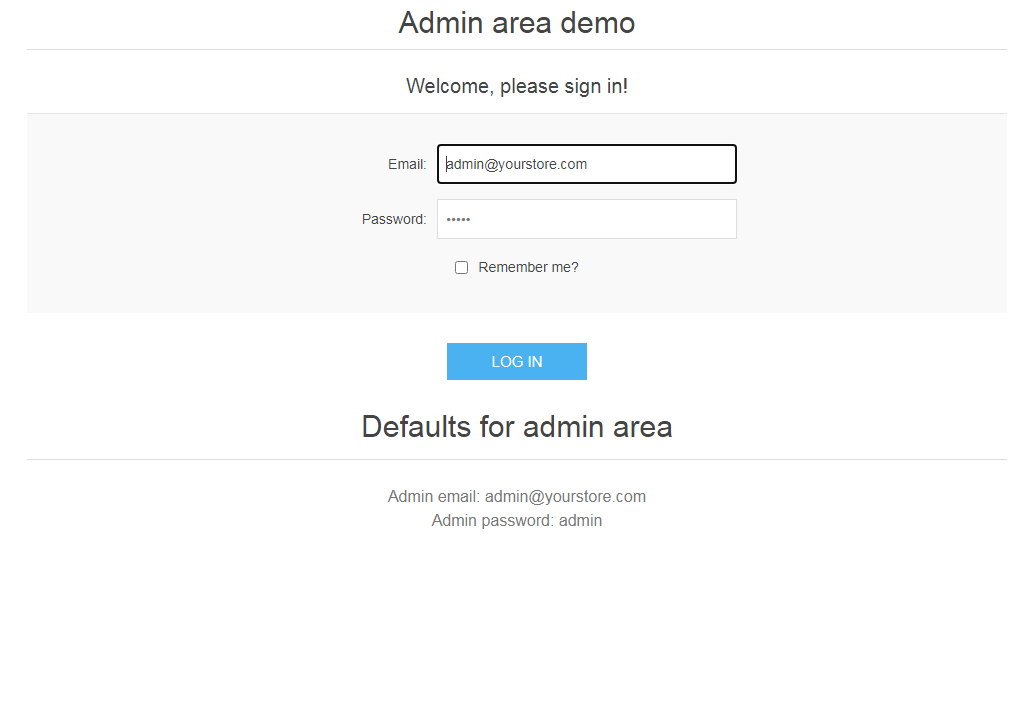 Admin area demo
Welcome, please sign in!
Email: admin@yourstore.com
Password: •••••
Remember me?
LOG IN
Defaults for admin area
Admin email: admin@yourstore.com
Admin password: admin